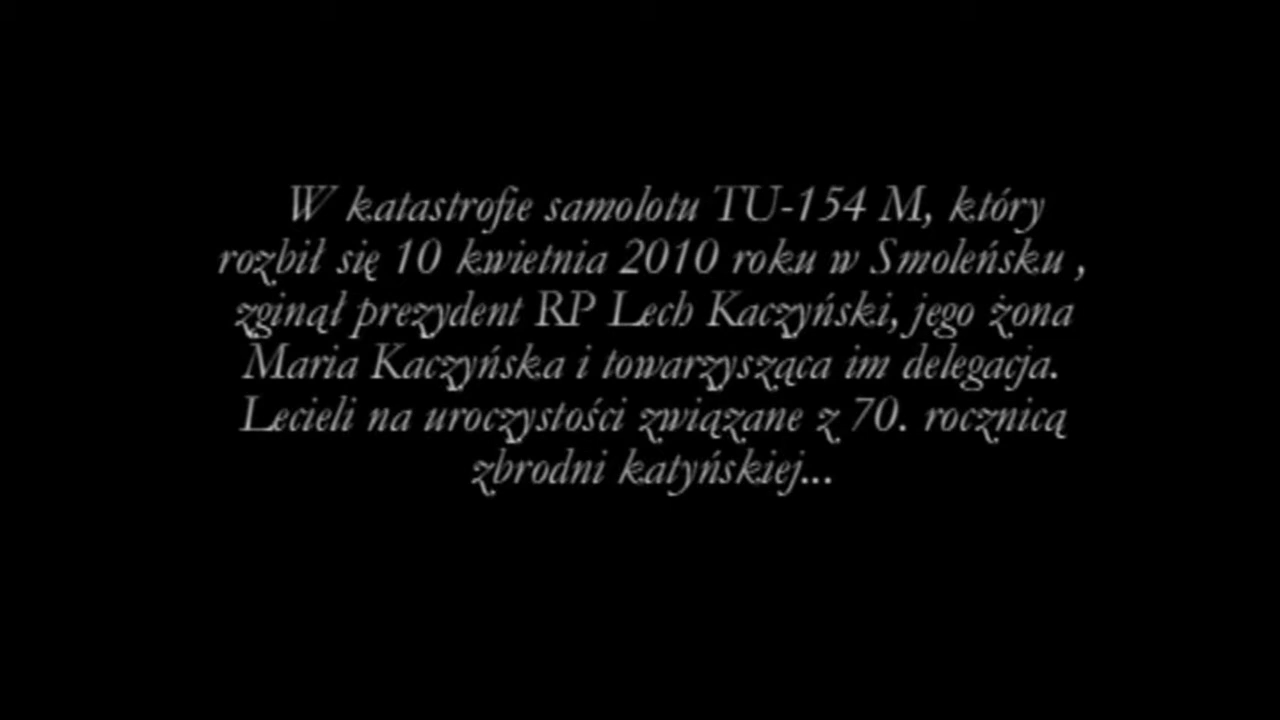 W katastrofie samolotu TU-154 M, który
rozbił się 10 kwietnia 2010 roku w Smoleńsku ,
zginął prezydent RP Lech Kaczyński, jego żona
Maria Kaczyńska i towarzysząca im delegacja.
Lecieli na uroczystości związane z 70. rocznicą
zbrodni katyńskiej...